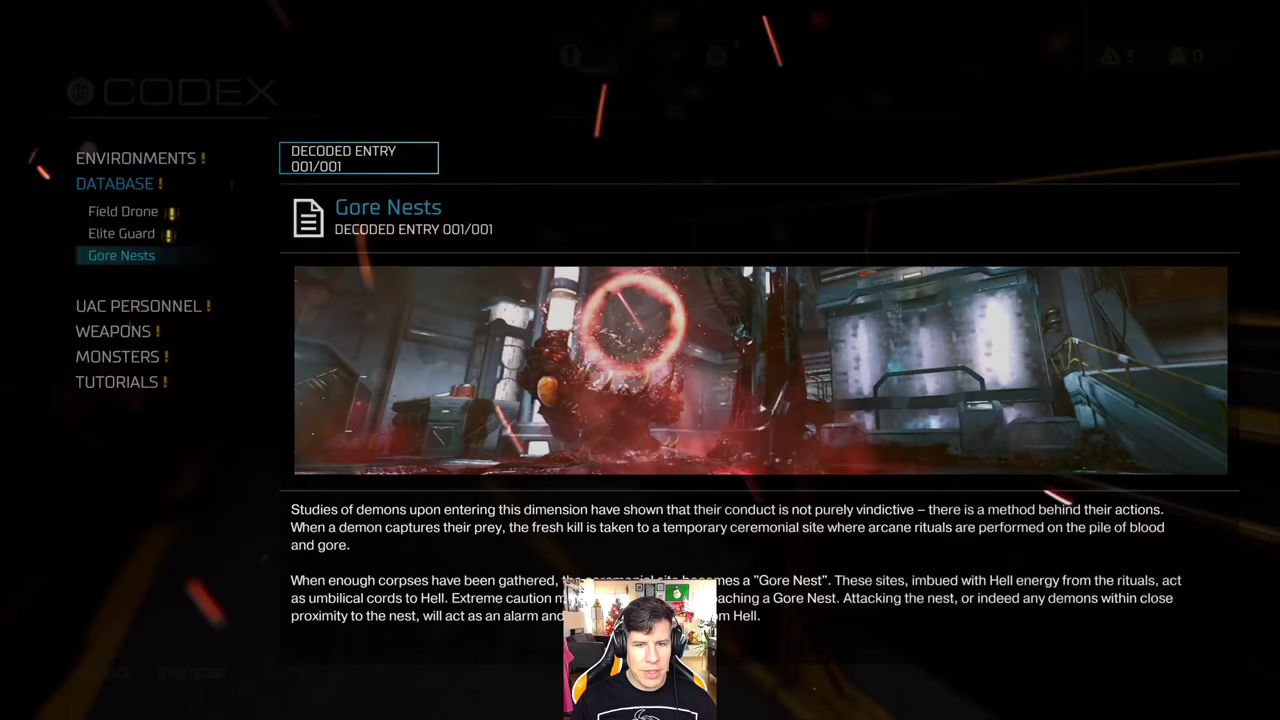 CODEX
3
0
ENVIRONMENTS !
DATABASE !
Field Drone !
Elite Guard !
Gore Nests
UAC PERSONNEL !
WEAPONS !
MONSTERS !
TUTORIALS !
DECODED ENTRY
001/001
Gore Nests
DECODED ENTRY 001/001
Studies of demons upon entering this dimension have shown that their conduct is not purely vindictive – there is a method behind their actions.
When a demon captures their prey, the fresh kill is taken to a temporary ceremonial site where arcane rituals are performed on the pile of blood
and gore.
When enough corpses have been gathered, the ceremonial site becomes a "Gore Nest". These sites, imbued with Hell energy from the rituals, act
as umbilical cords to Hell. Extreme caution aching a Gore Nest. Attacking the nest, or indeed any demons within close
proximity to the nest, will act as an alarm and om Hell.